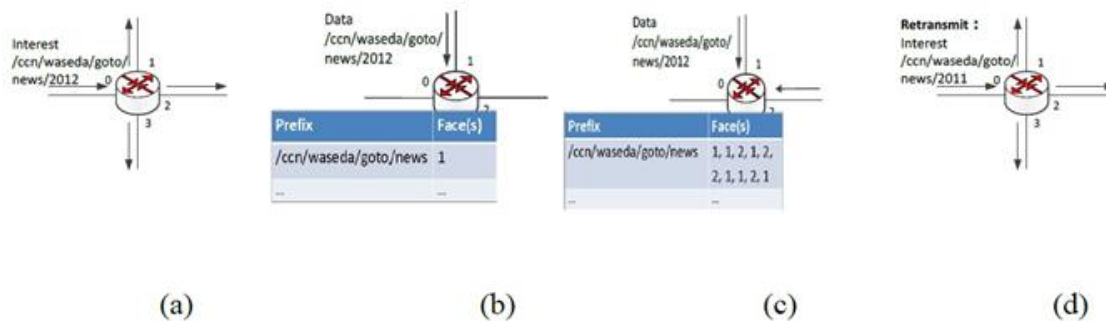 Interest
/ccn/waseda/goto/
news/2012
0
1
2
3
Data
/ccn/waseda/goto/
news/2012
0
1
2
Prefix Face(s)
/ccn/waseda/goto/news 1
... ...
Data
/ccn/waseda/goto/
news/2012
0
1
2
Prefix Face(s)
/ccn/waseda/goto/news 1, 1, 2, 1, 2,
2, 1, 1, 2, 1
... ...
Retransmit：
Interest
/ccn/waseda/goto/
news/2011
0
1
2
3
(a) (b) (c) (d)